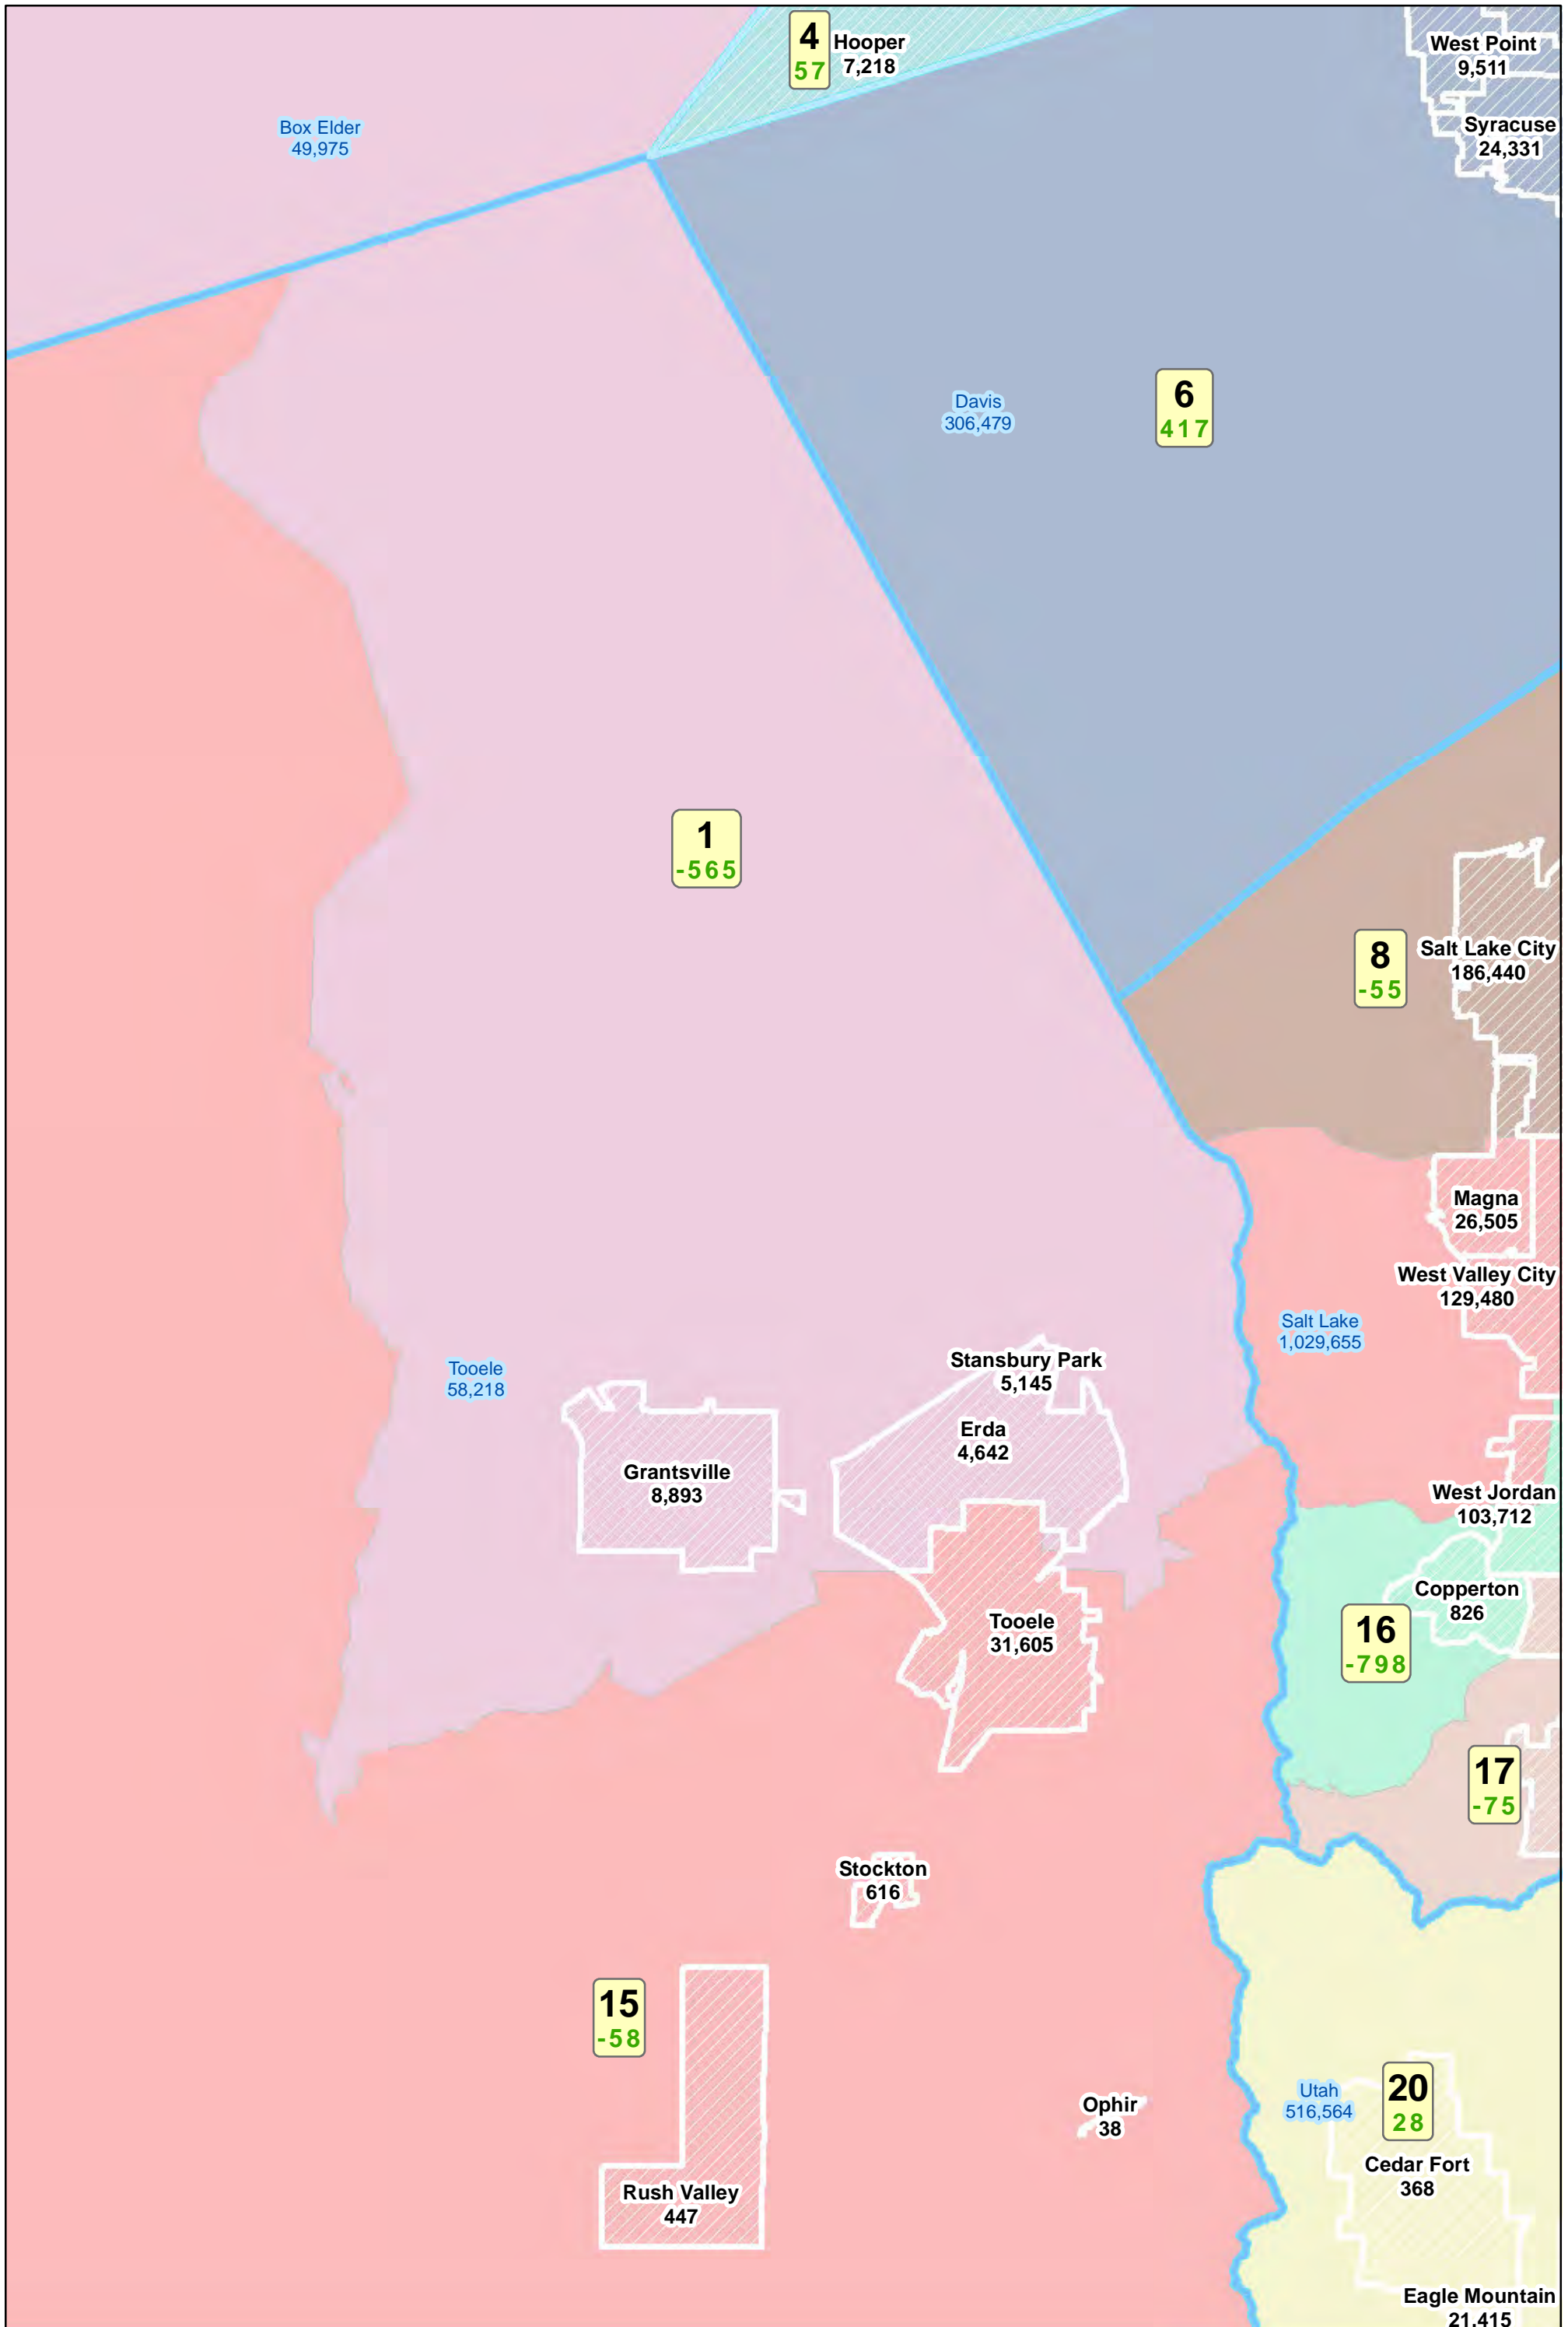 4
57
Hooper
7,218
West Point
9,511
Box Elder
49,975
Syracuse
24,331
Davis
306,479
6
417
1
-565
8
-55
Salt Lake City
186,440
Magna
26,505
West Valley City
129,480
Salt Lake
1,029,655
Stansbury Park
5,145
Tooele
58,218
Erda
4,642
Grantsville
8,893
West Jordan
103,712
Copperton
826
16
-798
Tooele
31,605
17
-75
Stockton
616
15
-58
Ophir
38
Utah
516,564
20
28
Cedar Fort
368
Rush Valley
447
Eagle Mountain
21,415